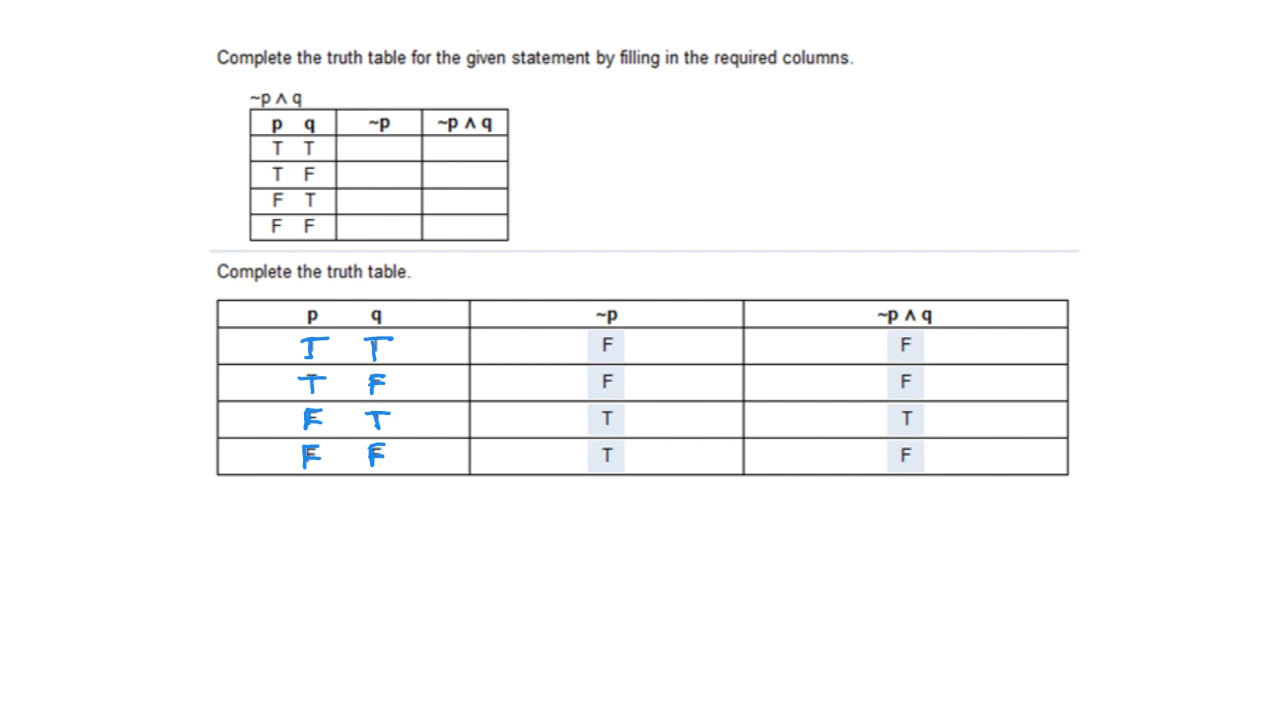 Complete the truth table for the given statement by filling in the required columns.
~p ∧ q
p q ~p ~p ∧ q
T T
T F
F T
F F
Complete the truth table.
p q ~p ~p ∧ q
T T F F
T F F F
F T T T
F F T F